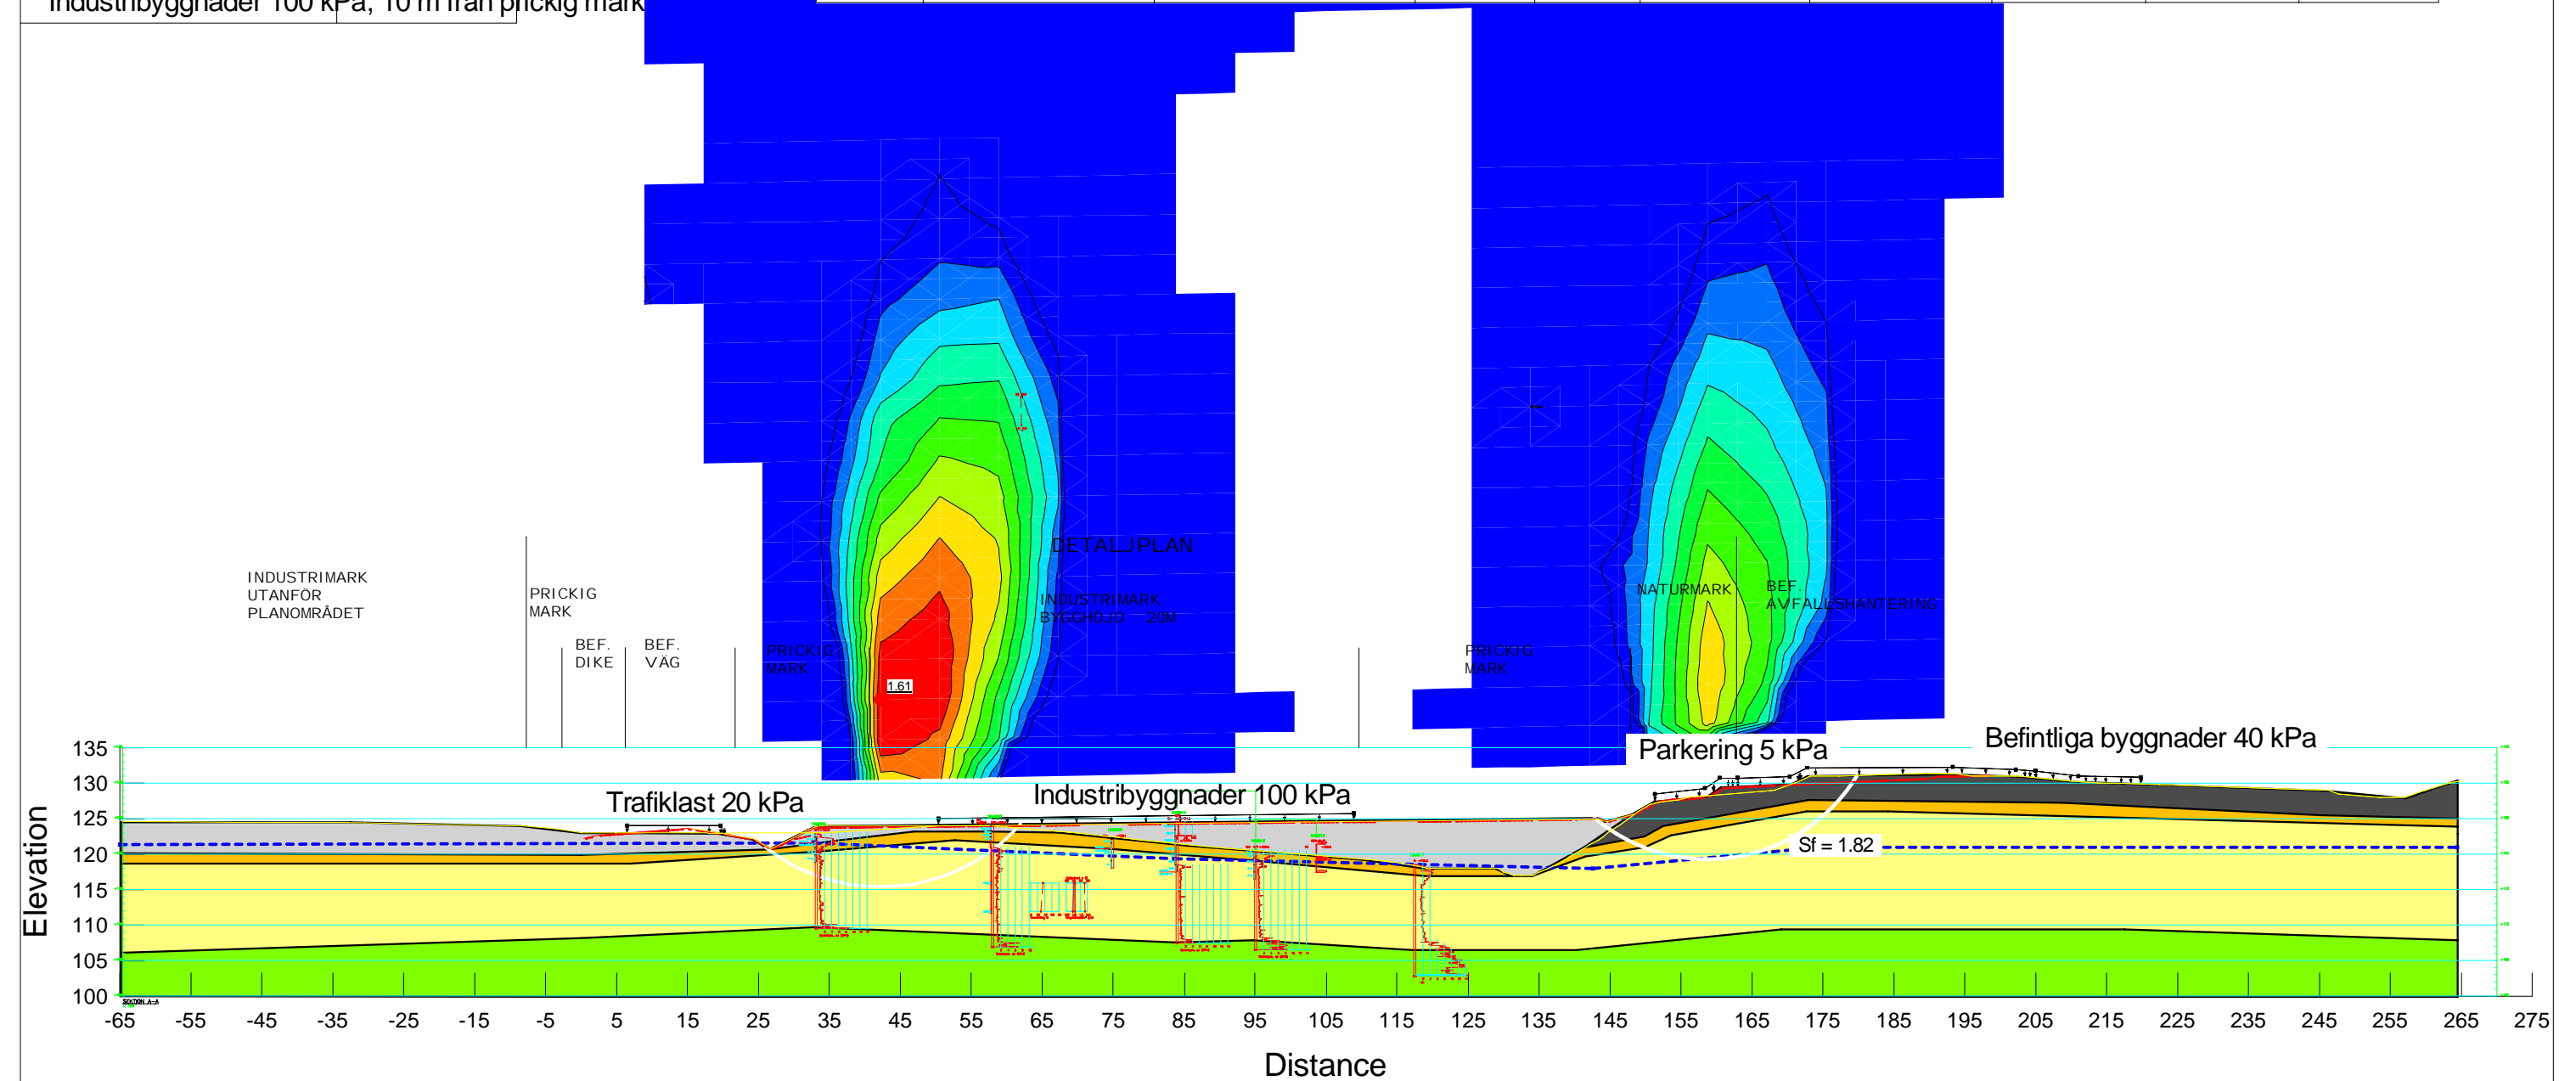 Industribyggnader 100 kPa, 10 m från prickig mark
DETALJPLAN
INDUSTRIMARK
UTANFÖR
PLANOMRÅDET
PRICKIG
MARK
BEF.
DIKE
BEF.
VÄG
PRICKIG
MARK
INDUSTRIMARK
BYGGHÖJD 20M
PRICKIG
MARK
NATURMARK
BEF.
AVFALLSHANTERING
1.61
Trafiklast 20 kPa
Industribyggnader 100 kPa
Parkering 5 kPa
Befintliga byggnader 40 kPa
Sf = 1.82
Elevation
135
130
125
120
115
110
105
100
SEKTION A-A
-65 -55 -45 -35 -25 -15 -5 5 15 25 35 45 55 65 75 85 95 105 115 125 135 145 155 165 175 185 195 205 215 225 235 245 255 265 275
Distance